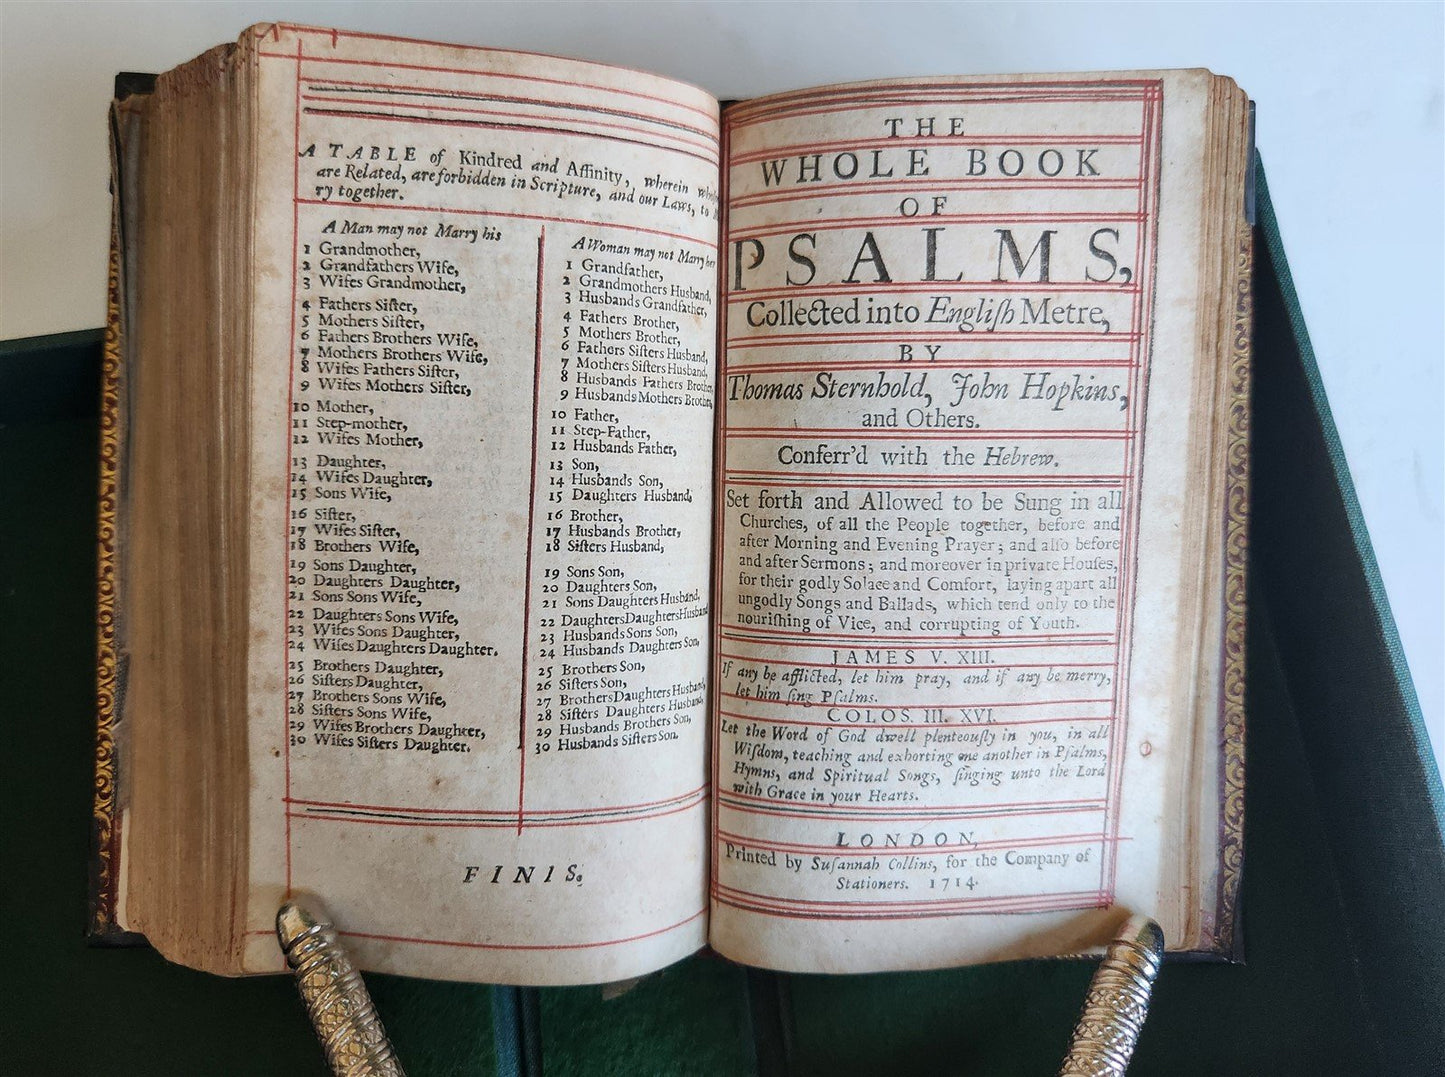 A TABLE of Kindred and Affinity, wherein
are Related, are forbidden in Scripture, and our Laws, to
ry together.
A Man may not Marry his
1 Grandmother,
2 Grandfathers Wife,
3 Wifes Grandmother,
4 Fathers Siſter,
5 Mothers Siſter,
6 Fathers Brothers Wife,
7 Mothers Brothers Wife,
8 Wifes Fathers Siſter,
9 Wifes Mothers Siſter,
10 Mother,
11 Step-mother,
12 Wifes Mother,
13 Daughter,
14 Wifes Daughter,
15 Sons Wife,
16 Siſter,
17 Wifes Siſter,
18 Brothers Wife,
19 Sons Daughter,
20 Daughters Daughter,
21 Sons Sons Wife,
22 Daughters Sons Wife,
23 Wifes Sons Daughter,
24 Wifes Daughters Daughter.
25 Brothers Daughter,
26 Siſters Daughter,
27 Brothers Sons Wife,
28 Siſters Sons Wife,
29 Wifes Brothers Daughter,
30 Wifes Siſters Daughter.
A Woman may not Marry her
1 Grandfather,
2 Grandmothers Husband,
3 Husbands Grandfather,
4 Fathers Brother,
5 Mothers Brother,
6 Fathers Siſters Husband,
7 Mothers Siſters Husband,
8 Husbands Fathers Brother,
9 Husbands Mothers Brother,
10 Father,
11 Step-Father,
12 Husbands Father,
13 Son,
14 Husbands Son,
15 Daughters Husband,
16 Brother,
17 Husbands Brother,
18 Siſters Husband,
19 Sons Son,
20 Daughters Son,
21 Sons Daughters Husband,
22 Daughters Daughters Husband
23 Husbands Sons Son,
24 Husbands Daughters Son,
25 Brothers Son,
26 Siſters Son,
27 Brothers Daughters Husband,
28 Siſters Daughters Husband,
29 Husbands Brothers Son,
30 Husbands Siſters Son.
FINIS.
THE
WHOLE BOOK
OF
PSALMS,
Collected into Engliſh Metre,
BY
Thomas Sternhold, John Hopkins,
and Others.
Conferr'd with the Hebrew.
Set forth and Allowed to be Sung in all
Churches, of all the People together, before and
after Morning and Evening Prayer; and alſo before
and after Sermons; and moreover in private Houſes,
for their godly Solace and Comfort, laying apart all
ungodly Songs and Ballads, which tend only to the
nouriſhing of Vice, and corrupting of Youth.
JAMES V. XIII.
If any be afflicted, let him pray, and if any be merry,
let him ſing Pſalms.
COLOS. III. XVI.
Let the Word of God dwell plenteouſly in you, in all
Wiſdom, teaching and exhorting one another in Pſalms,
Hymns, and Spiritual Songs, ſinging unto the Lord
with Grace in your Hearts.
LONDON,
Printed by Suſannah Collins, for the Company of
Stationers. 1714.